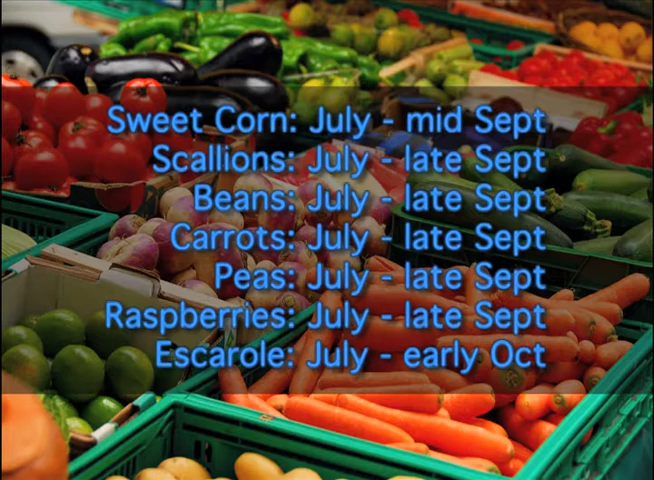 Sweet Corn: July - mid Sept
Scallions: July - late Sept
Beans: July - late Sept
Carrots: July - late Sept
Peas: July - late Sept
Raspberries: July - late Sept
Escarole: July - early Oct